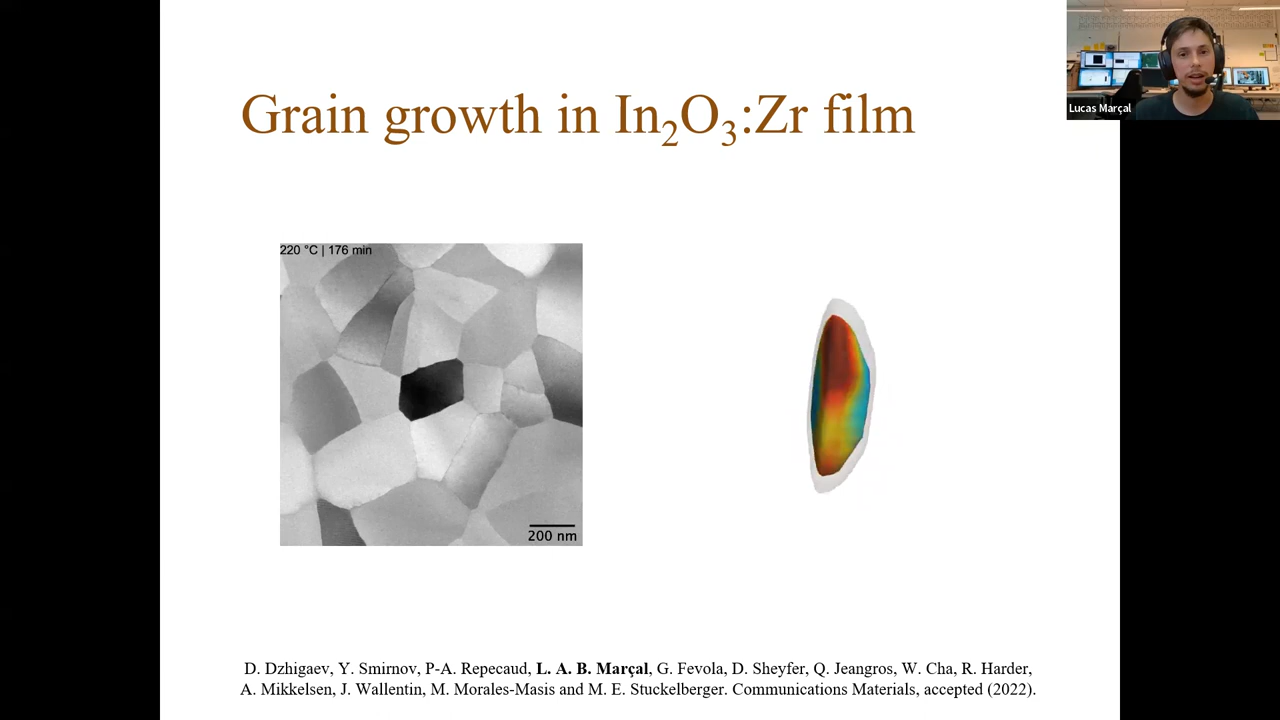 Grain growth in In₂O₃:Zr film
Lucas Marçal
220 °C | 176 min
200 nm
D. Dzhigaev, Y. Smirnov, P-A. Repecaud, L. A. B. Marçal, G. Fevola, D. Sheyfer, Q. Jeangros, W. Cha, R. Harder,
A. Mikkelsen, J. Wallentin, M. Morales-Masis and M. E. Stuckelberger. Communications Materials, accepted (2022).